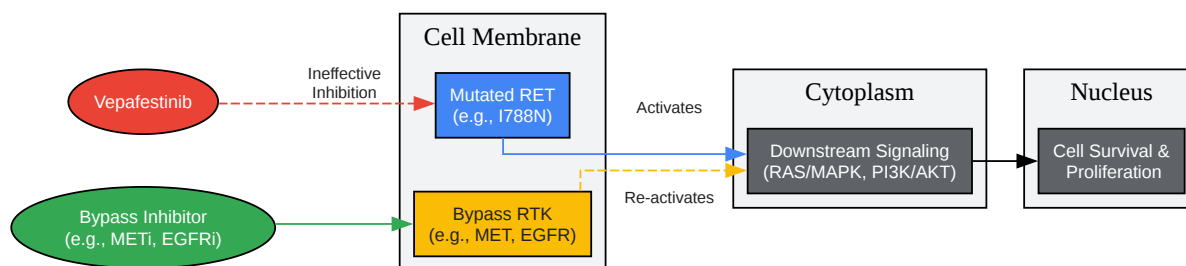 Cell Membrane
Ineffective
Inhibition
Vepafestinib
Mutated RET
(e.g., I788N)
Activates
Cytoplasm
Nucleus
Downstream Signaling
(RAS/MAPK, PI3K/AKT)
Cell Survival &
Proliferation
Re-activates
Bypass Inhibitor
(e.g., METi, EGFRi)
Bypass RTK
(e.g., MET, EGFR)